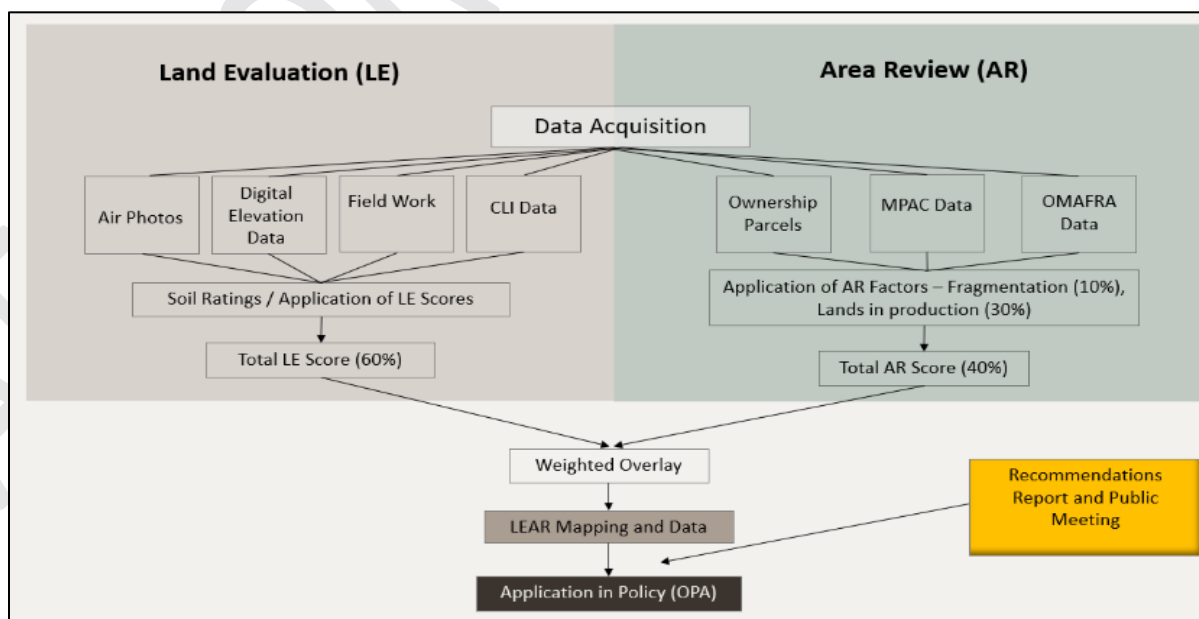 Land Evaluation (LE)
Area Review (AR)
Data Acquisition
Air Photos
Digital
Elevation
Data
Field Work
CLI Data
Ownership
Parcels
MPAC Data
OMAFRA
Data
Soil Ratings / Application of LE Scores
Application of AR Factors – Fragmentation (10%),
Lands in production (30%)
Total LE Score (60%)
Total AR Score (40%)
Weighted Overlay
Recommendations
Report and Public
Meeting
LEAR Mapping and Data
Application in Policy (OPA)